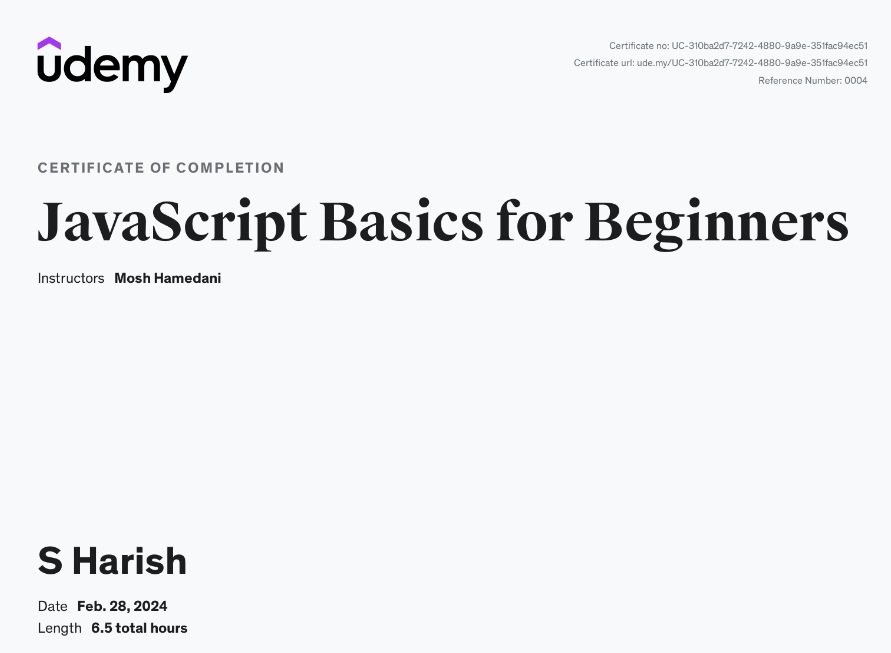 udemy
Certificate no: UC-310ba2d7-7242-4880-9a9e-351fac94ec51
Certificate url: ude.my/UC-310ba2d7-7242-4880-9a9e-351fac94ec51
Reference Number: 0004
CERTIFICATE OF COMPLETION
JavaScript Basics for Beginners
Instructors Mosh Hamedani
S Harish
Date Feb. 28, 2024
Length 6.5 total hours